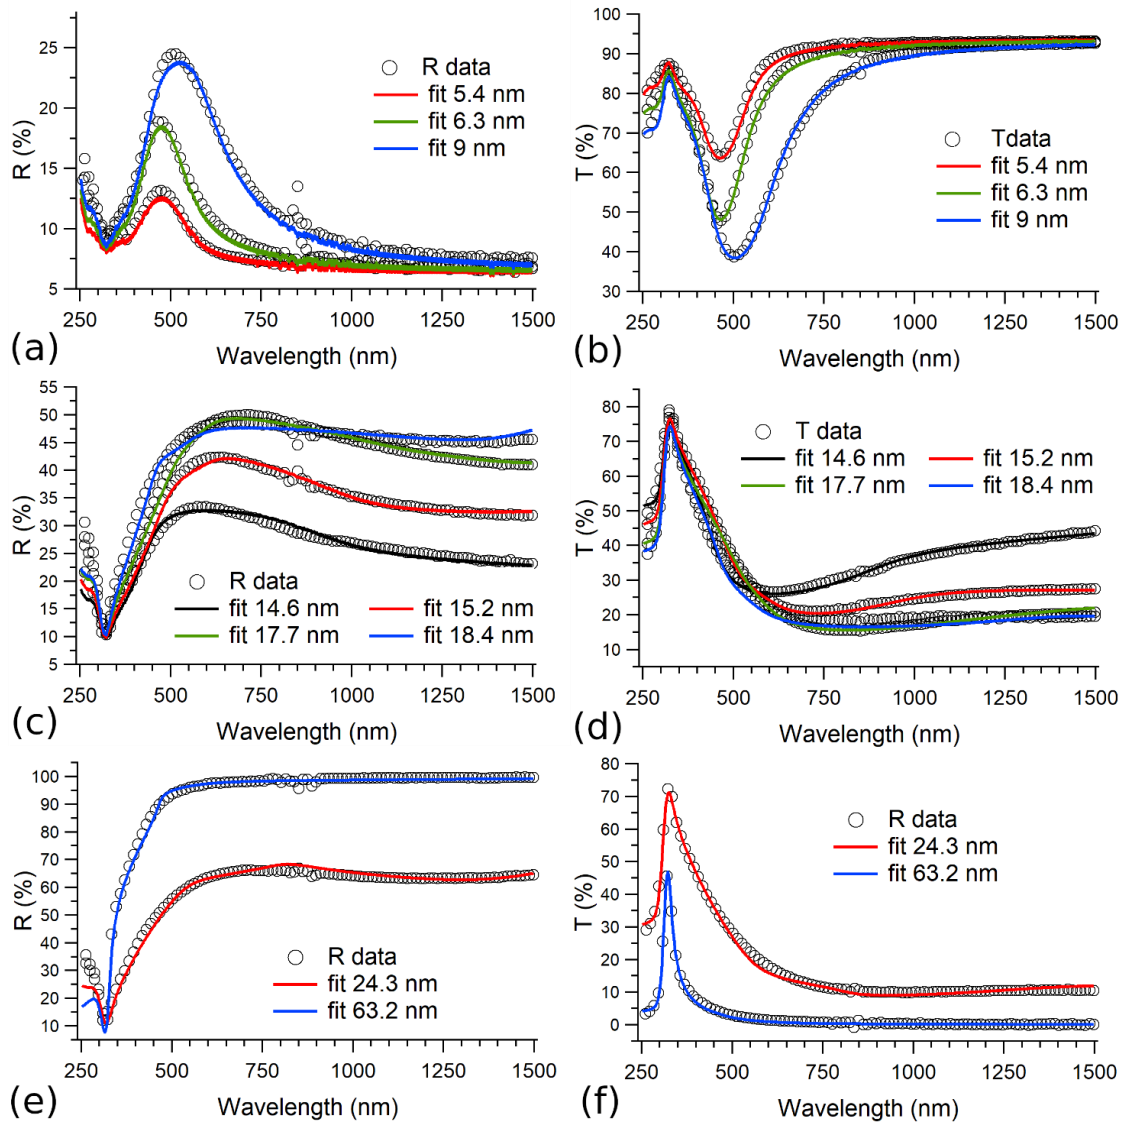 R (%)
25
20
15
10
5
R data
fit 5.4 nm
fit 6.3 nm
fit 9 nm
250 500 750 1000 1250 1500
(a) Wavelength (nm)
T (%)
100
90
80
70
60
50
40
30
Tdata
fit 5.4 nm
fit 6.3 nm
fit 9 nm
250 500 750 1000 1250 1500
(b) Wavelength (nm)
R (%)
55
50
45
40
35
30
25
20
15
10
5
R data
fit 14.6 nm fit 15.2 nm
fit 17.7 nm fit 18.4 nm
250 500 750 1000 1250 1500
(c) Wavelength (nm)
T (%)
80
70
60
50
40
30
20
10
T data
fit 14.6 nm fit 15.2 nm
fit 17.7 nm fit 18.4 nm
250 500 750 1000 1250 1500
(d) Wavelength (nm)
R (%)
100
90
80
70
60
50
40
30
20
10
R data
fit 24.3 nm
fit 63.2 nm
250 500 750 1000 1250 1500
(e) Wavelength (nm)
T (%)
80
70
60
50
40
30
20
10
0
R data
fit 24.3 nm
fit 63.2 nm
250 500 750 1000 1250 1500
(f) Wavelength (nm)